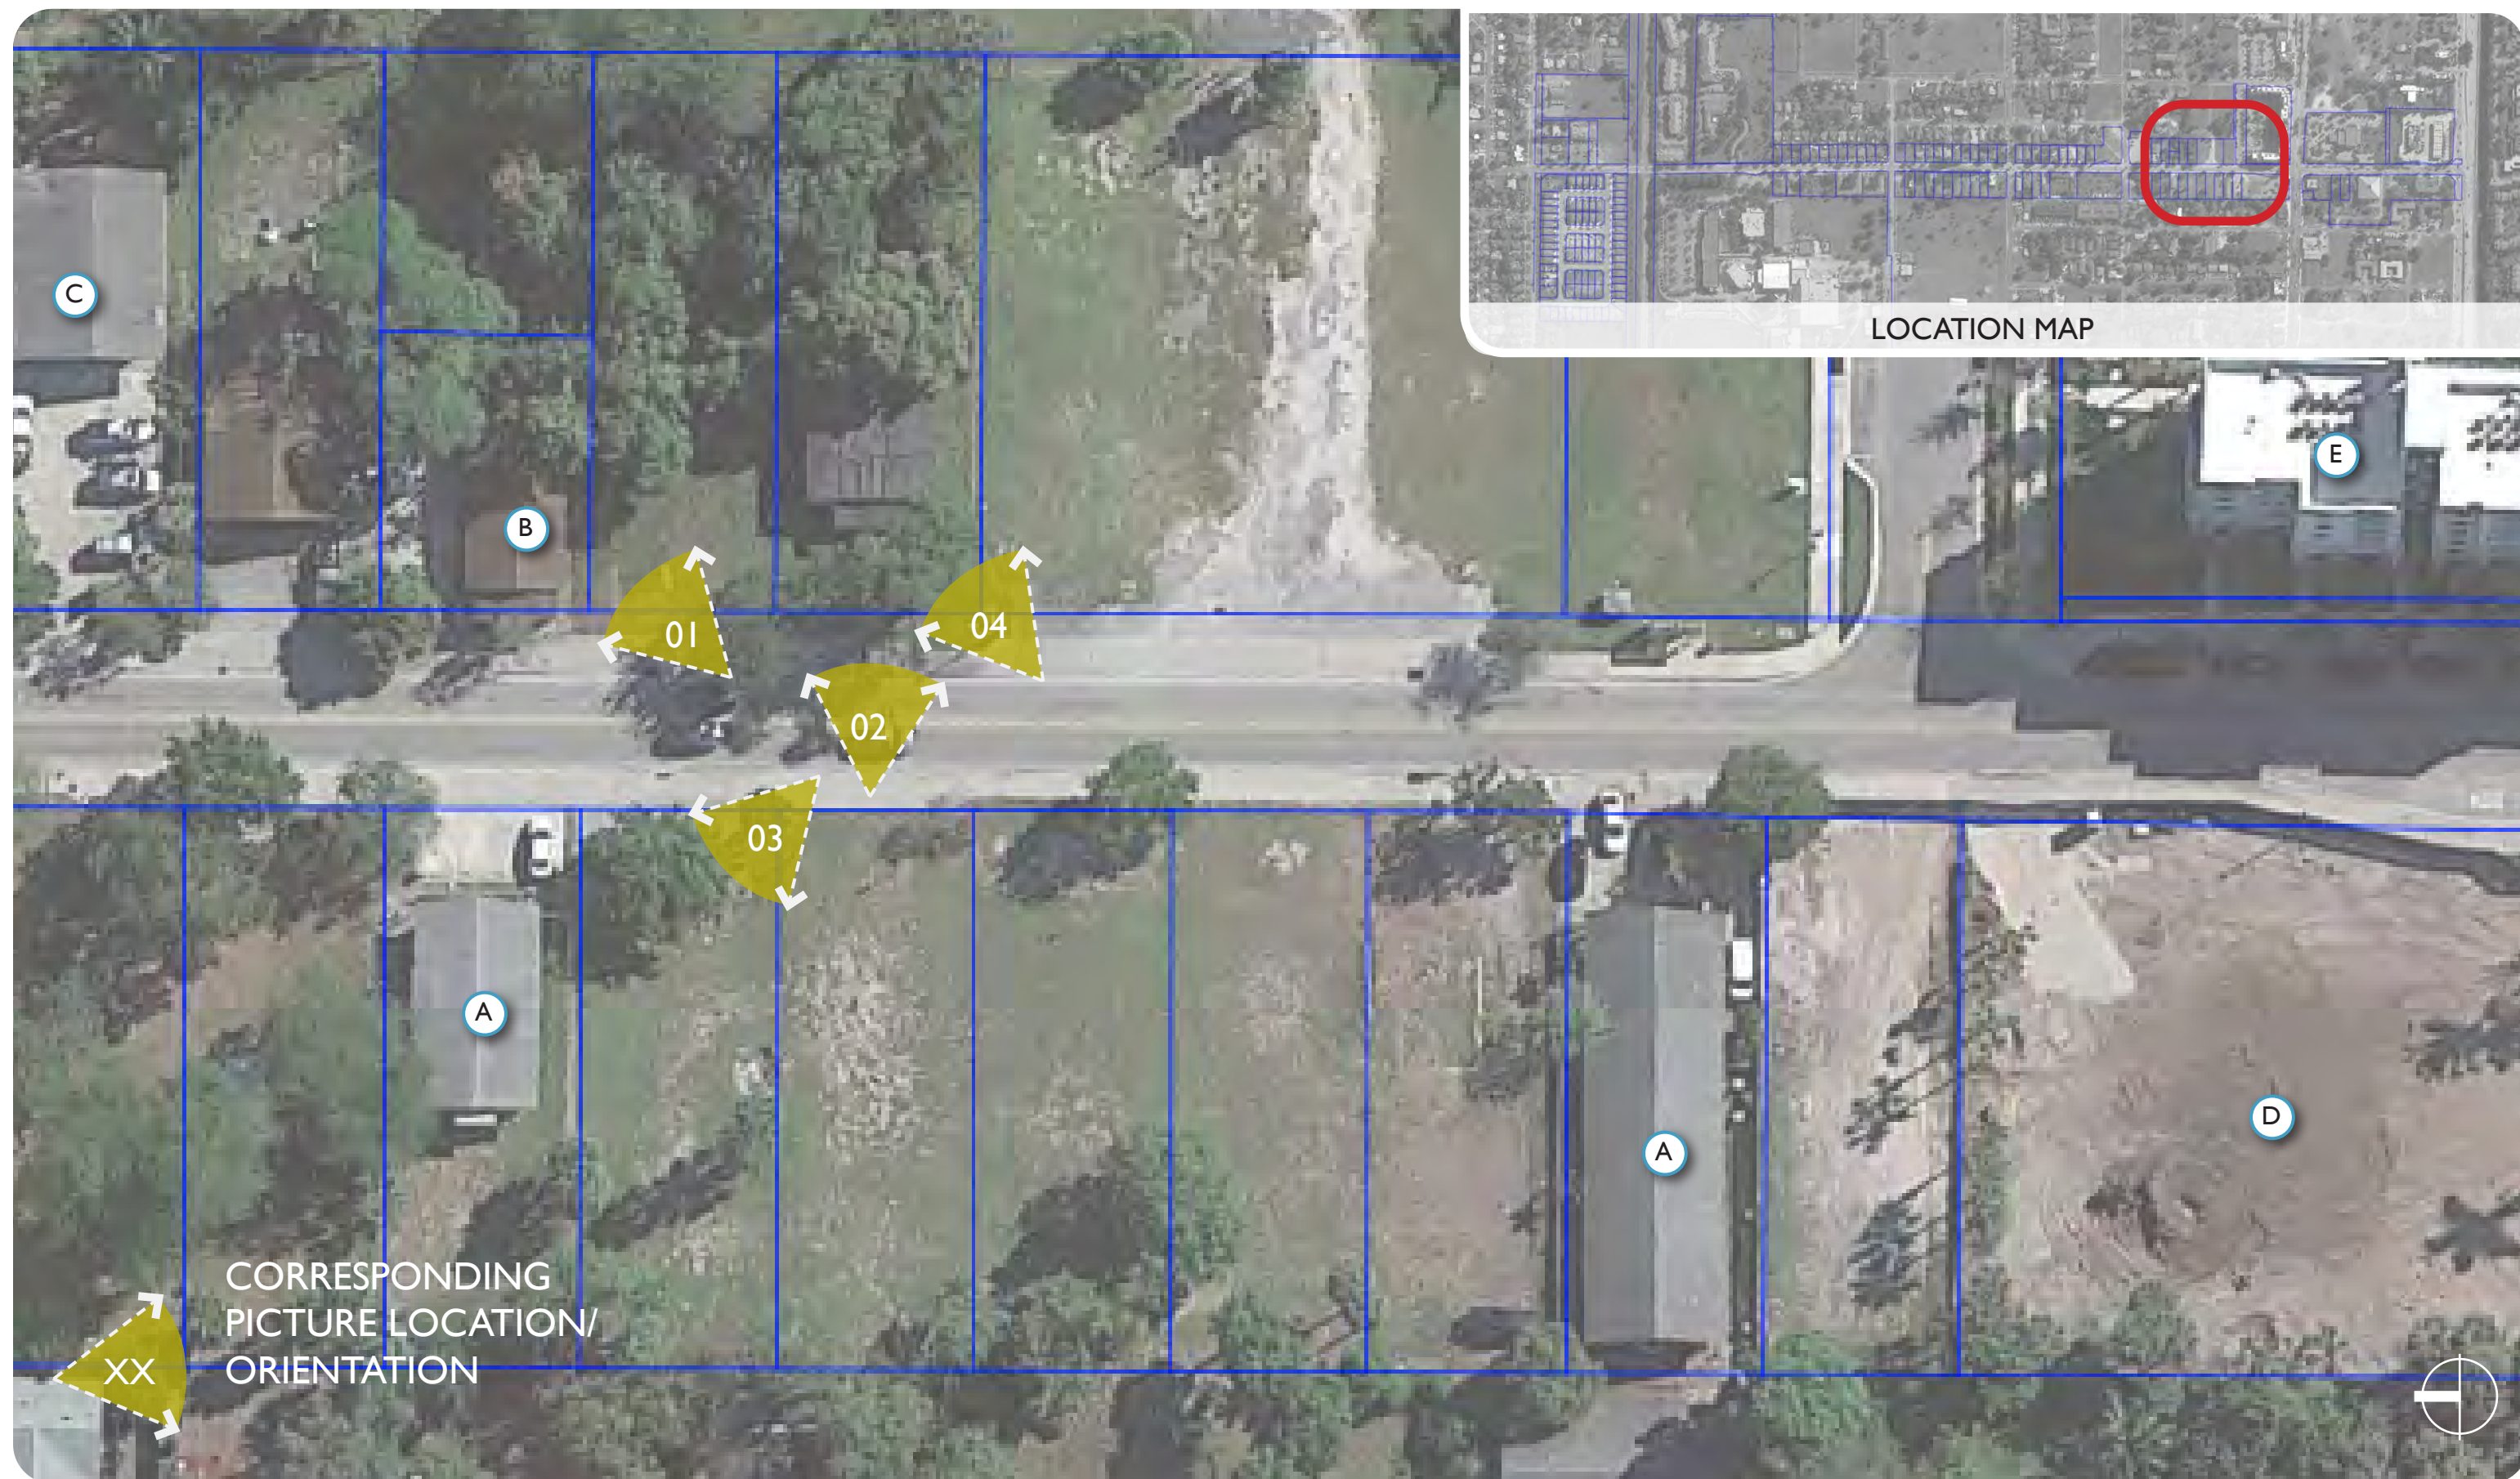 LOCATION MAP
C
E
B
01
04
02
03
A
A
D
CORRESPONDING
PICTURE LOCATION/
ORIENTATION
XX